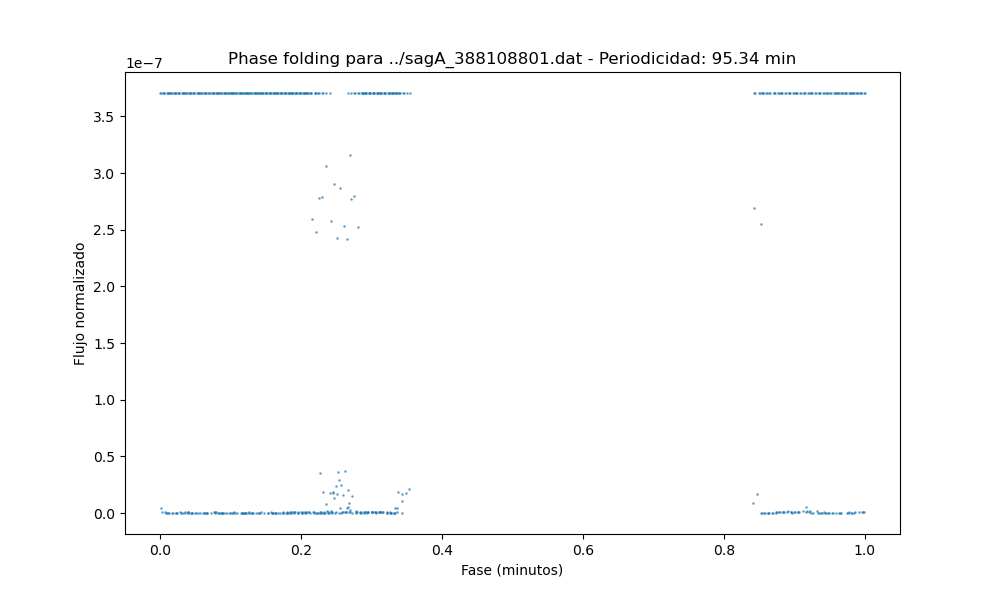 Phase folding para ../sagA_388108801.dat - Periodicidad: 95.34 min
1e−7
3.5
3.0
2.5
2.0
1.5
1.0
0.5
0.0
Flujo normalizado
0.0 0.2 0.4 0.6 0.8 1.0
Fase (minutos)